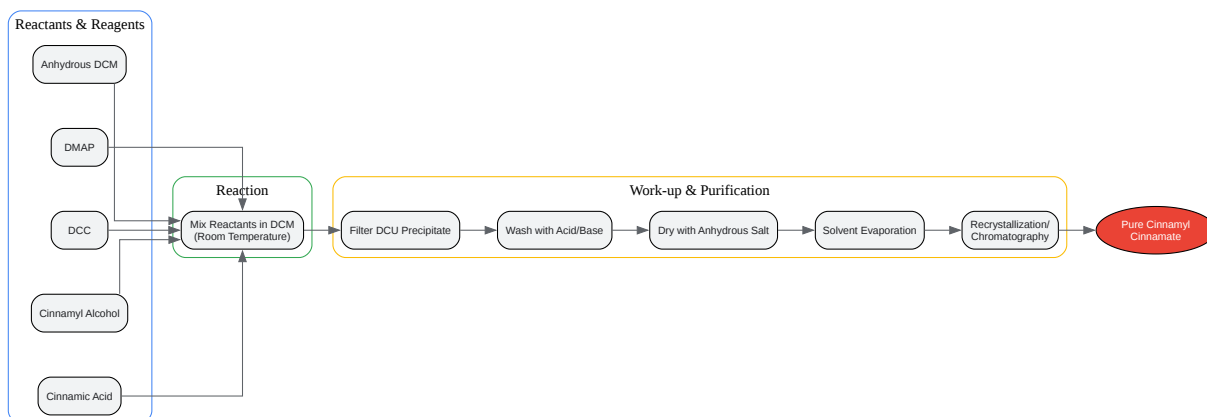 Reactants & Reagents
Anhydrous DCM
DMAP
DCC
Cinnamyl Alcohol
Cinnamic Acid
Reaction
Mix Reactants in DCM
(Room Temperature)
Work-up & Purification
Filter DCU Precipitate
Wash with Acid/Base
Dry with Anhydrous Salt
Solvent Evaporation
Recrystallization/
Chromatography
Pure Cinnamyl
Cinnamate